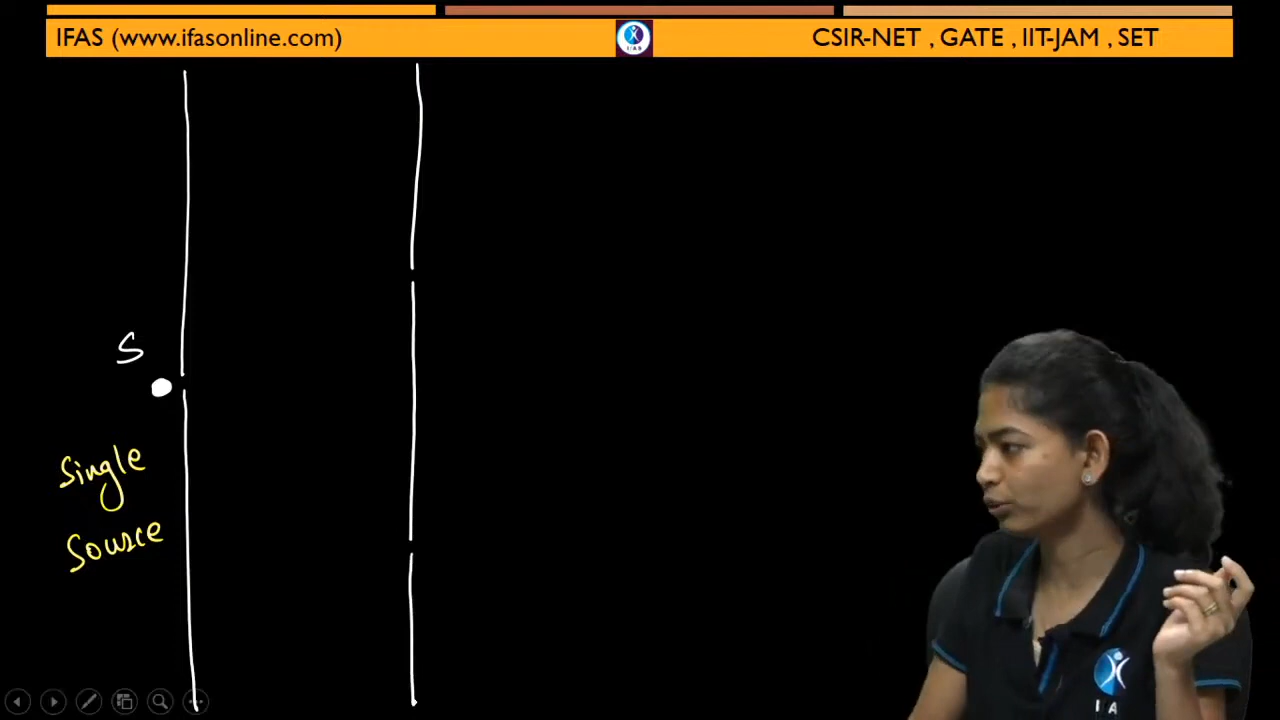 IFAS (www.ifasonline.com)
CSIR-NET , GATE , IIT-JAM , SET
S
Single
Source